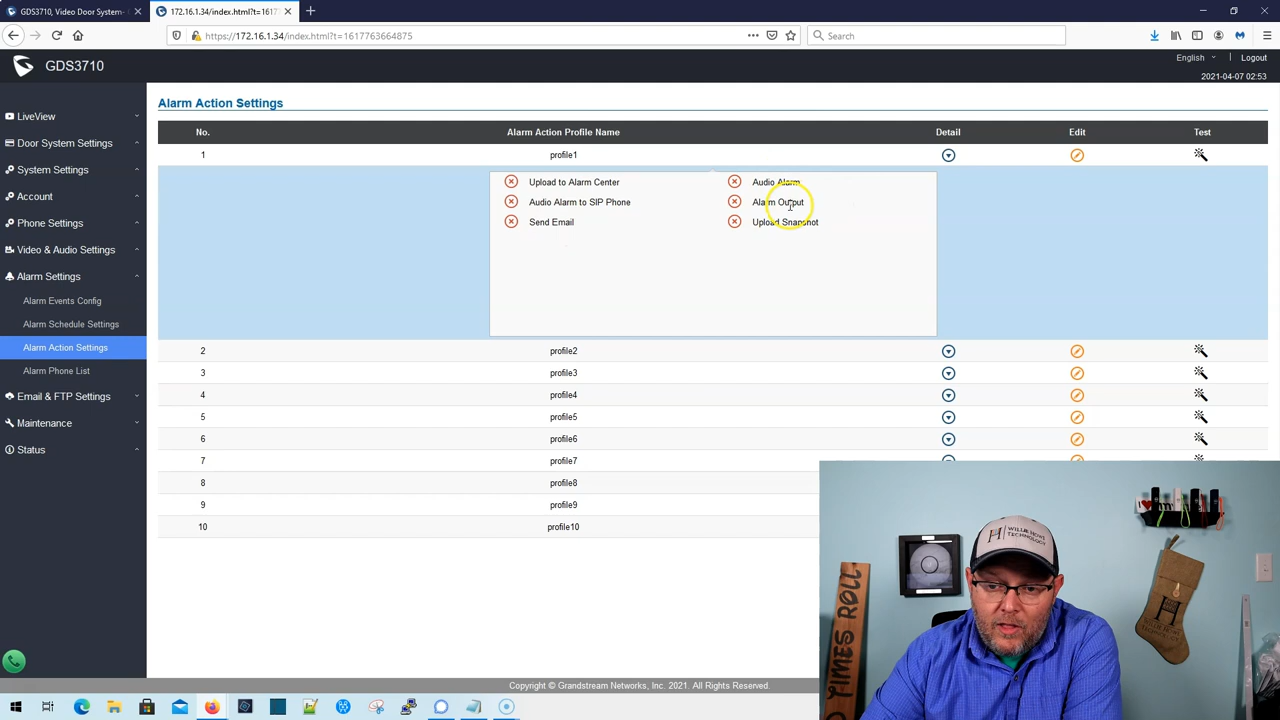 GDS3710, Video Door System-
172.16.1.34/index.html?t=1617
https://172.16.1.34/index.html?t=1617763664875
Search
GDS3710
English
Logout
2021-04-07 02:53
LiveView
Door System Settings
System Settings
Account
Phone Settings
Video & Audio Settings
Alarm Settings
Alarm Events Config
Alarm Schedule Settings
Alarm Action Settings
Alarm Phone List
Email & FTP Settings
Maintenance
Status
Alarm Action Settings
No. Alarm Action Profile Name Detail Edit Test
1 profile1
Upload to Alarm Center Audio Alarm
Audio Alarm to SIP Phone Alarm Output
Send Email Upload Snapshot
2 profile2
3 profile3
4 profile4
5 profile5
6 profile6
7 profile7
8 profile8
9 profile9
10 profile10
WILLIE HOWE
TECHNOLOGY
TIMES ROLL
H
Copyright © Grandstream Networks, Inc. 2021. All Rights Reserved.